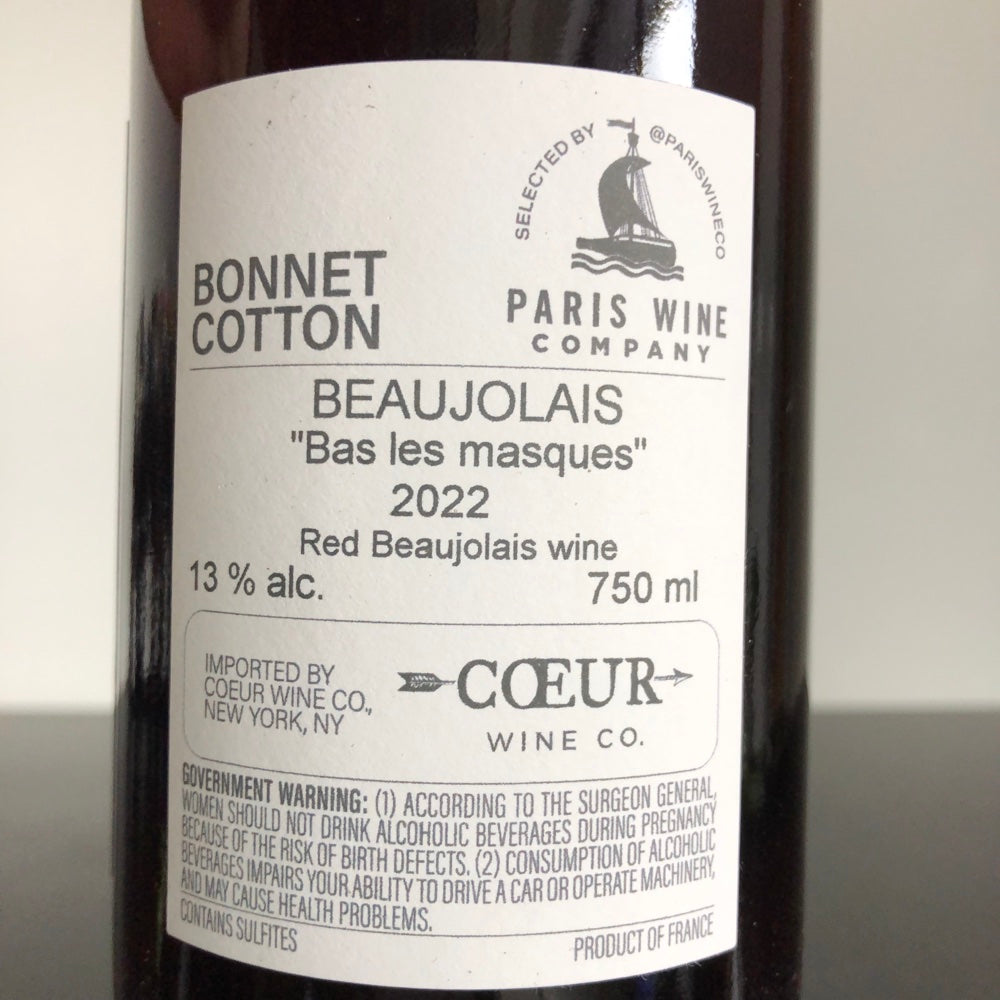 SELECTED BY @PARISWINECO
PARIS WINE
COMPANY
BONNET
COTTON
BEAUJOLAIS
"Bas les masques"
2022
Red Beaujolais wine
13 % alc. 750 ml
IMPORTED BY
COEUR WINE CO.,
NEW YORK, NY
CŒUR
WINE CO.
GOVERNMENT WARNING: (1) ACCORDING TO THE SURGEON GENERAL,
WOMEN SHOULD NOT DRINK ALCOHOLIC BEVERAGES DURING PREGNANCY
BECAUSE OF THE RISK OF BIRTH DEFECTS. (2) CONSUMPTION OF ALCOHOLIC
BEVERAGES IMPAIRS YOUR ABILITY TO DRIVE A CAR OR OPERATE MACHINERY,
AND MAY CAUSE HEALTH PROBLEMS.
CONTAINS SULFITES PRODUCT OF FRANCE